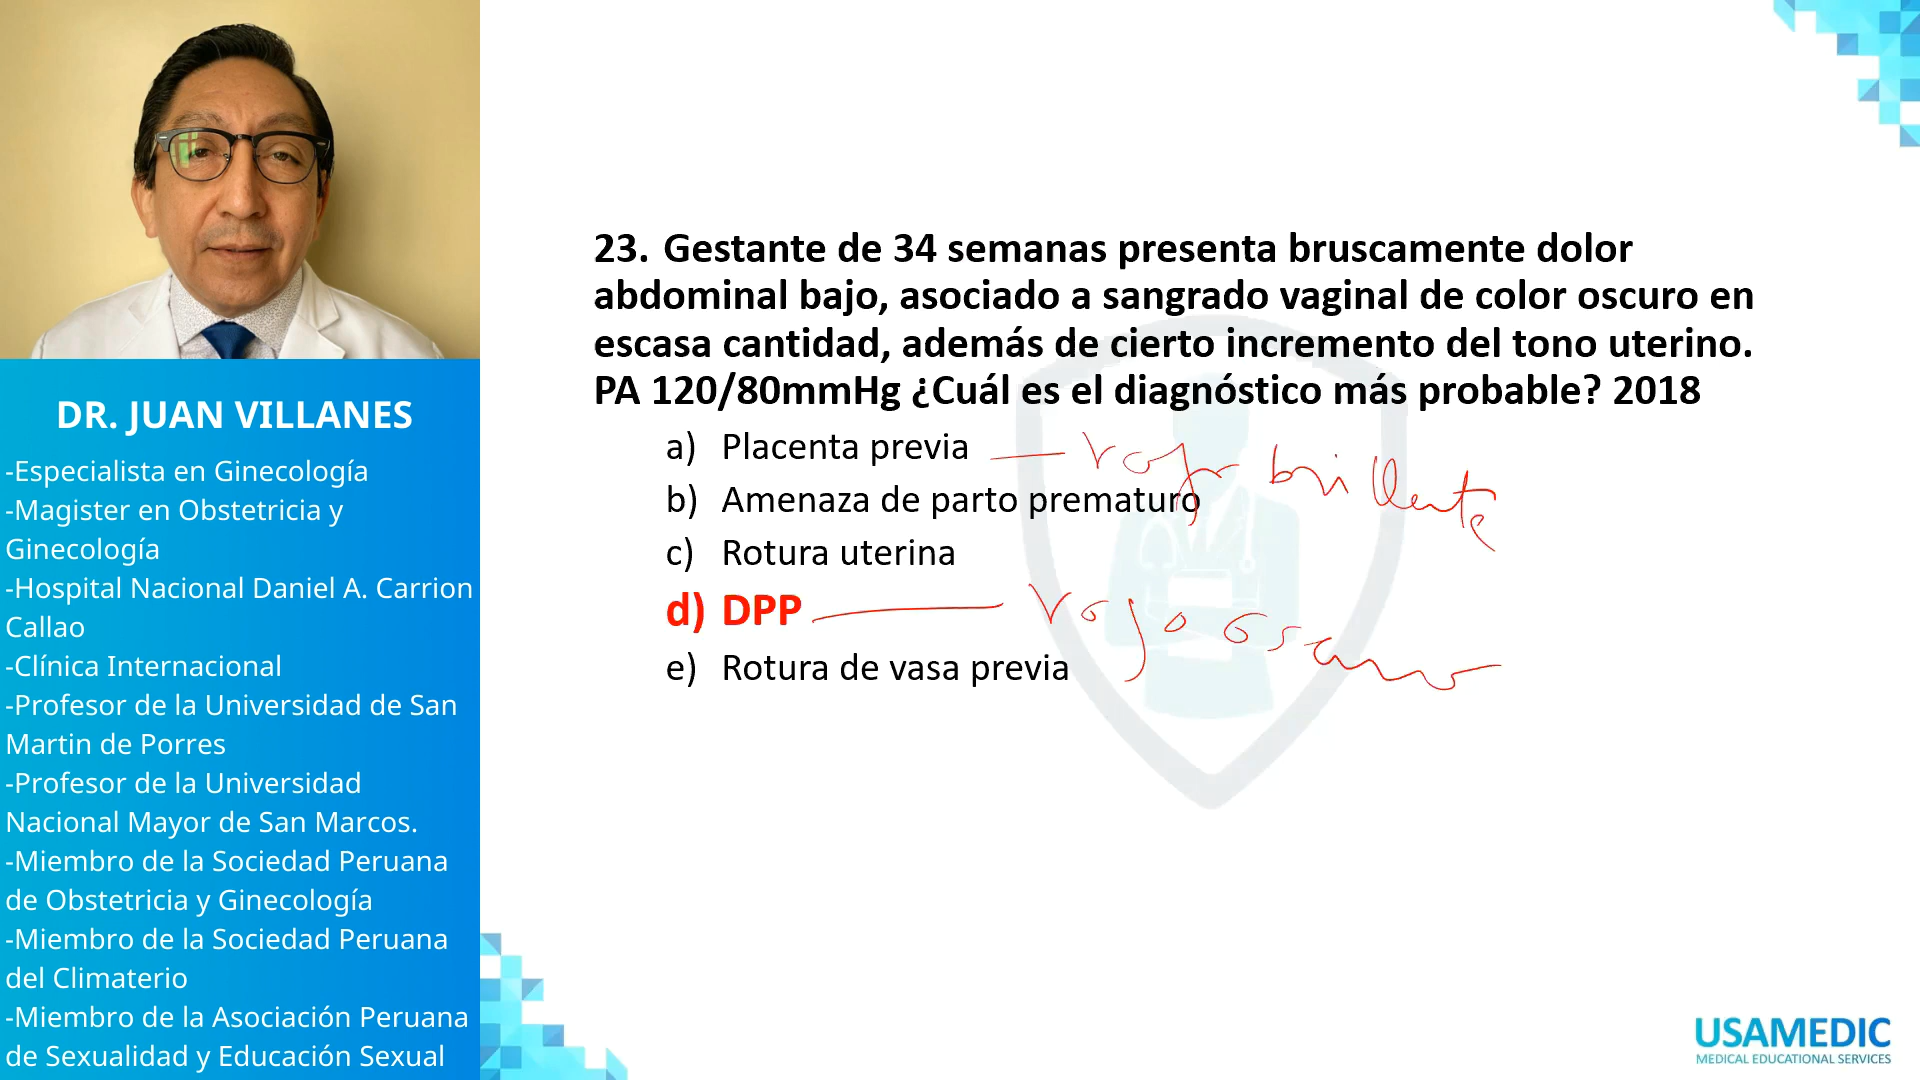 DR. JUAN VILLANES
-Especialista en Ginecología
-Magister en Obstetricia y
Ginecología
-Hospital Nacional Daniel A. Carrion
Callao
-Clínica Internacional
-Profesor de la Universidad de San
Martin de Porres
-Profesor de la Universidad
Nacional Mayor de San Marcos.
-Miembro de la Sociedad Peruana
de Obstetricia y Ginecología
-Miembro de la Sociedad Peruana
del Climaterio
-Miembro de la Asociación Peruana
de Sexualidad y Educación Sexual
23. Gestante de 34 semanas presenta bruscamente dolor
abdominal bajo, asociado a sangrado vaginal de color oscuro en
escasa cantidad, además de cierto incremento del tono uterino.
PA 120/80mmHg ¿Cuál es el diagnóstico más probable? 2018
a) Placenta previa — rojo brillante
b) Amenaza de parto prematuro
c) Rotura uterina
d) DPP — rojo oscuro
e) Rotura de vasa previa
USAMEDIC
MEDICAL EDUCATIONAL SERVICES